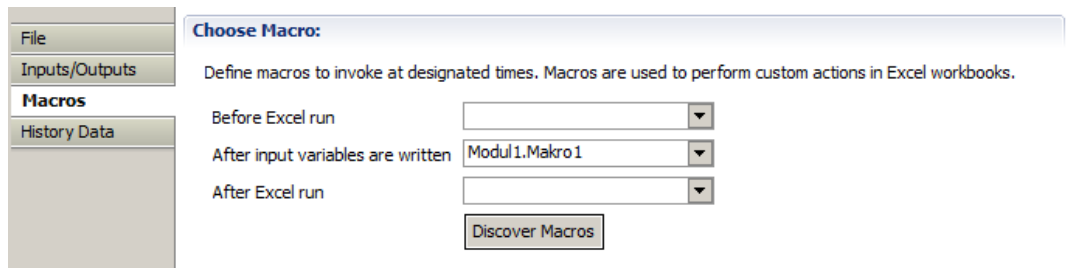 File
Inputs/Outputs
Macros
History Data
Choose Macro:
Define macros to invoke at designated times. Macros are used to perform custom actions in Excel workbooks.
Before Excel run
After input variables are written Modul1.Makro1
After Excel run
Discover Macros